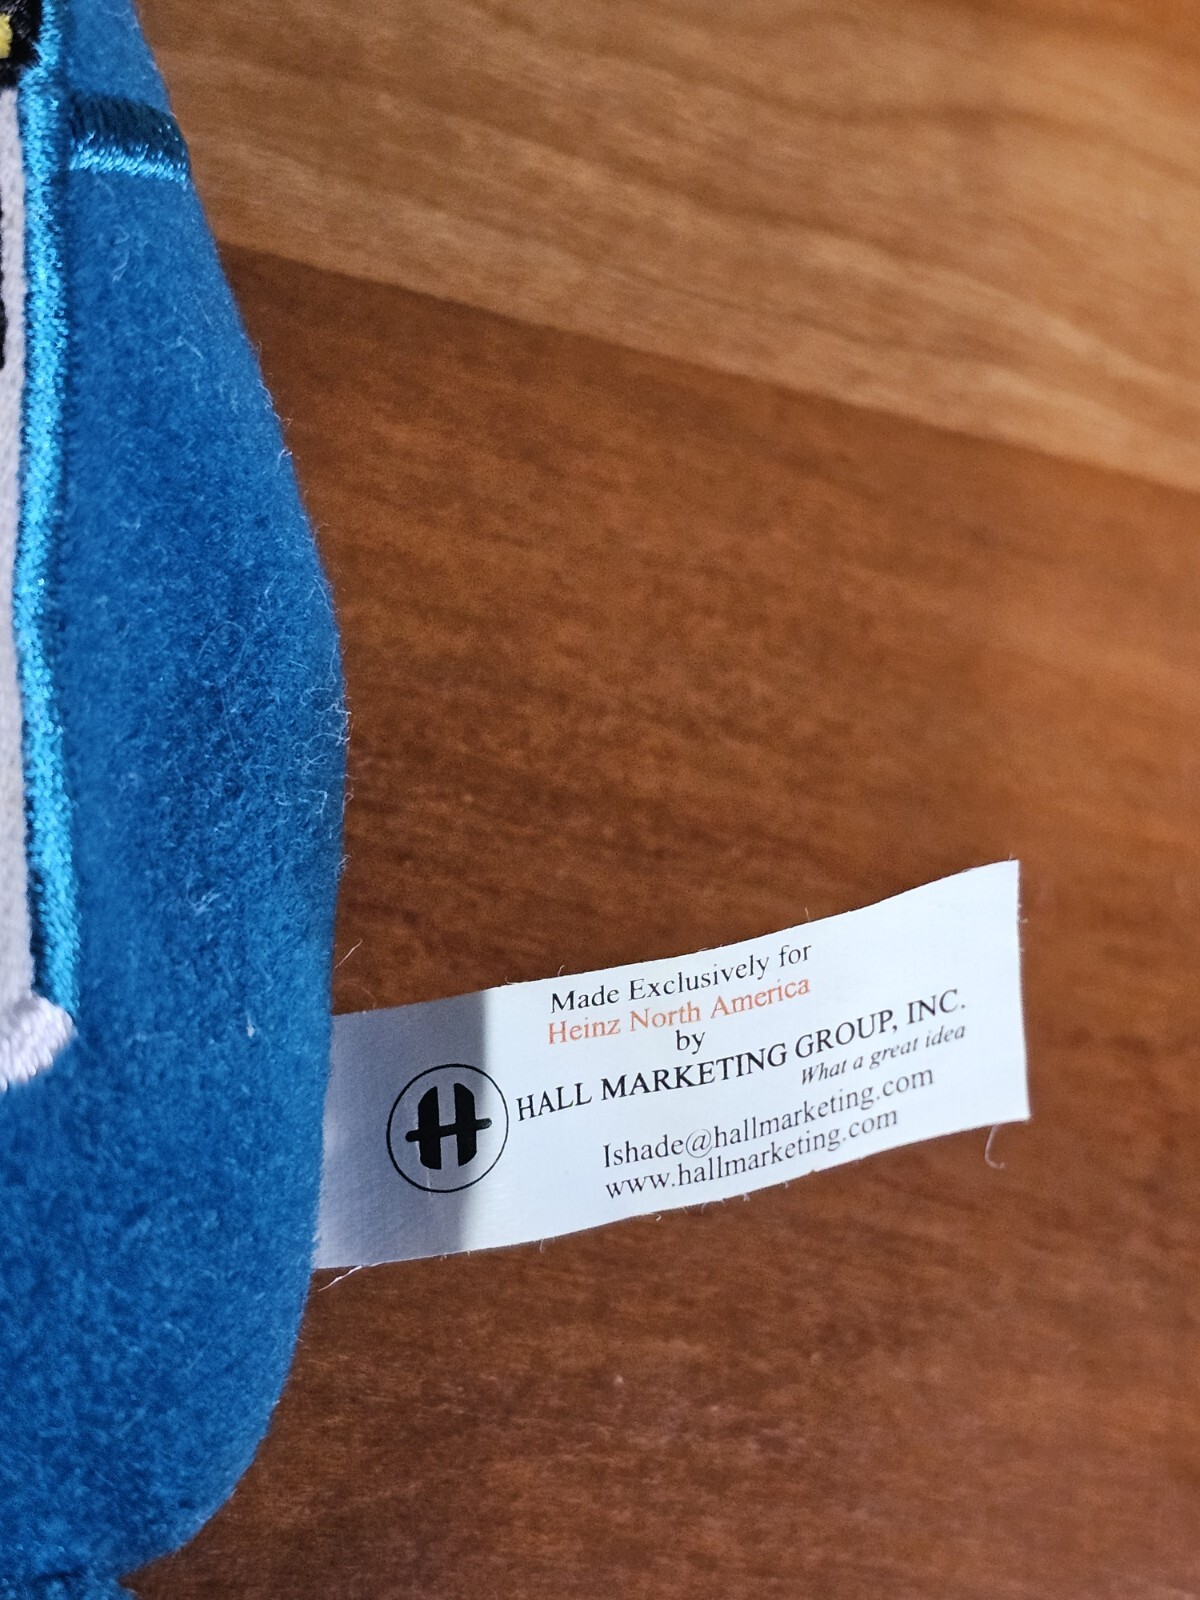 Made Exclusively for
Heinz North America
by
H
HALL MARKETING GROUP, INC.
What a great idea
Ishade@hallmarketing.com
www.hallmarketing.com